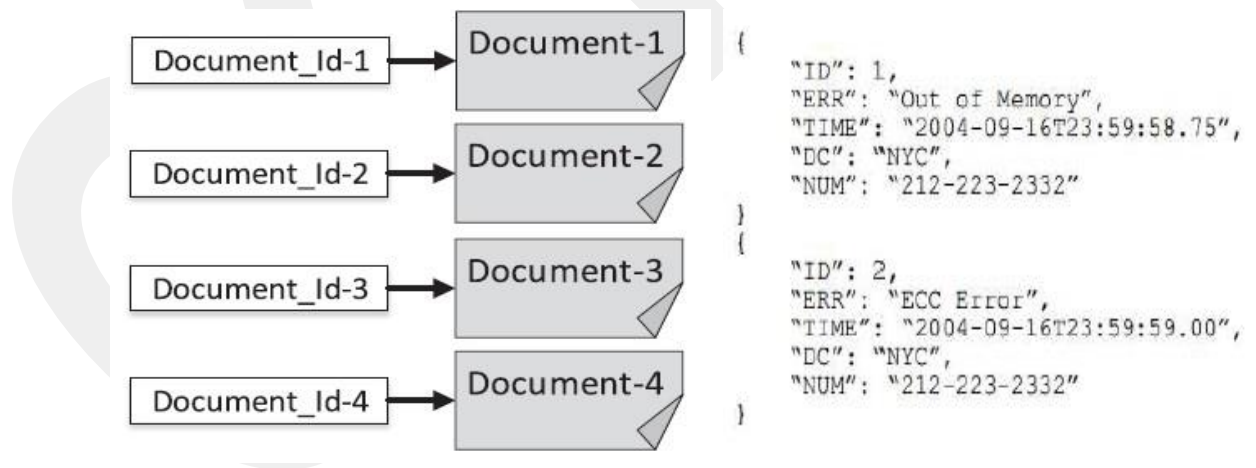 Document_Id-1
Document-1
Document_Id-2
Document-2
Document_Id-3
Document-3
Document_Id-4
Document-4
{
"ID": 1,
"ERR": "Out of Memory",
"TIME": "2004-09-16T23:59:58.75",
"DC": "NYC",
"NUM": "212-223-2332"
}
{
"ID": 2,
"ERR": "ECC Error",
"TIME": "2004-09-16T23:59:59.00",
"DC": "NYC",
"NUM": "212-223-2332"
}